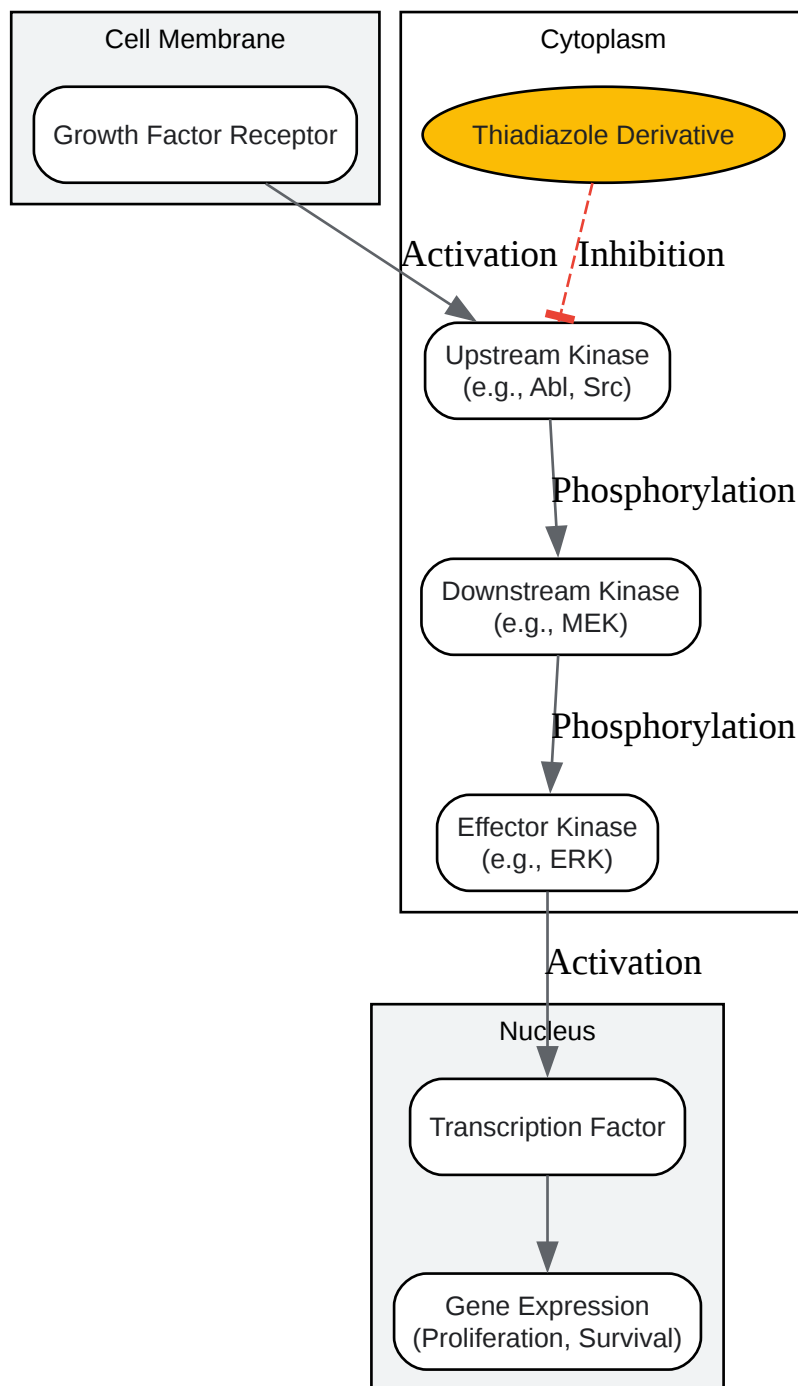 Cell Membrane
Cytoplasm
Growth Factor Receptor
Thiadiazole Derivative
Activation
Inhibition
Upstream Kinase
(e.g., Abl, Src)
Phosphorylation
Downstream Kinase
(e.g., MEK)
Phosphorylation
Effector Kinase
(e.g., ERK)
Activation
Nucleus
Transcription Factor
Gene Expression
(Proliferation, Survival)